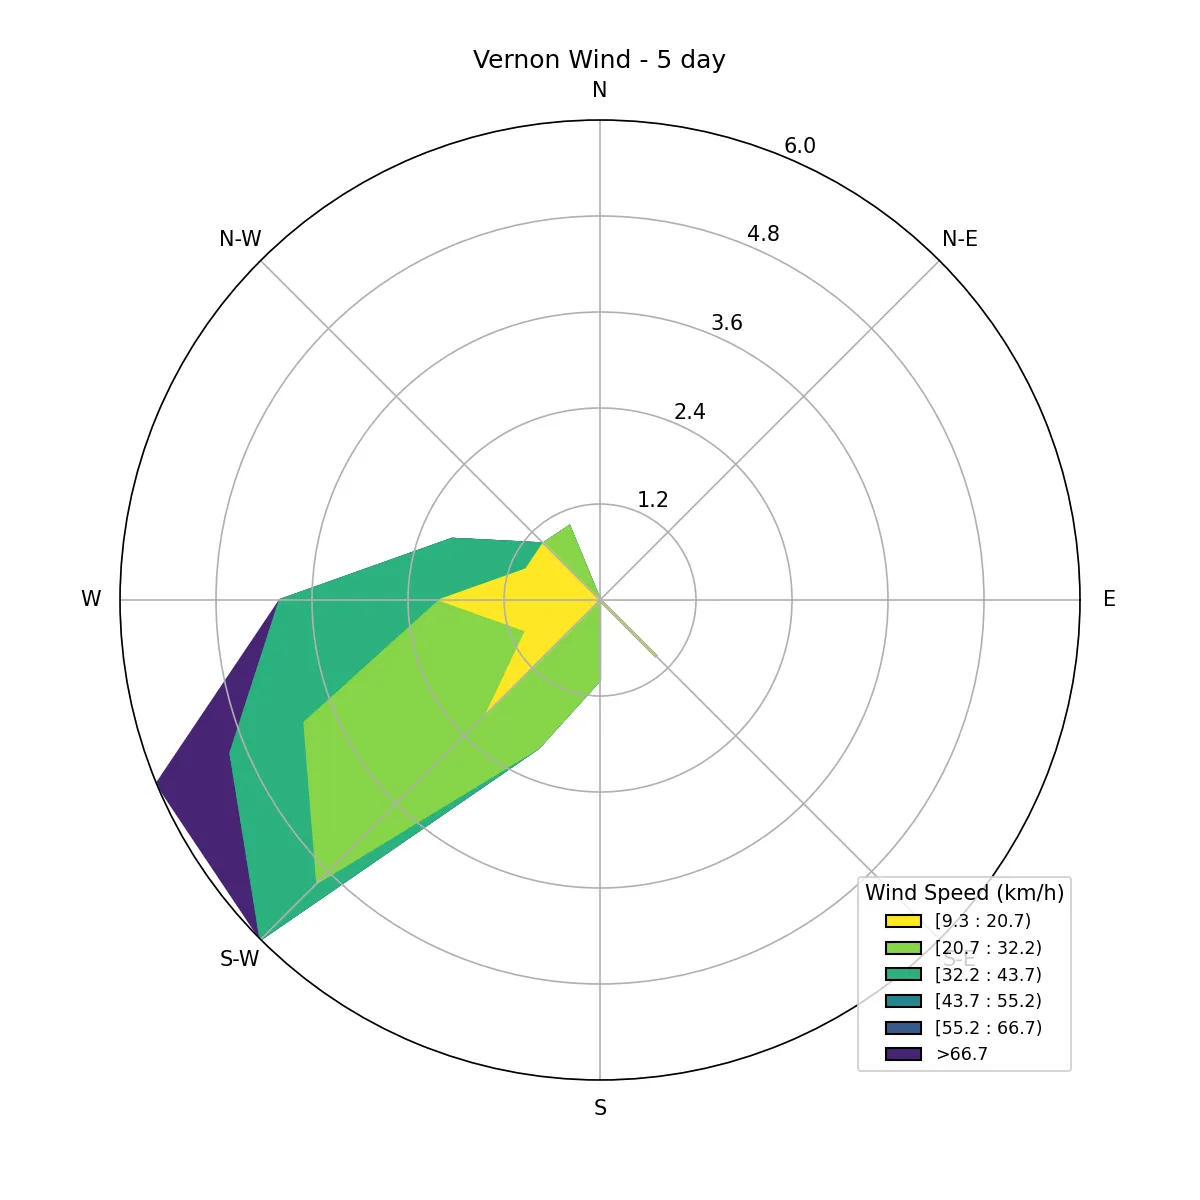 Vernon Wind - 5 day
N
6.0
N-W
4.8
N-E
3.6
2.4
1.2
W
E
S-W
S-E
S
Wind Speed (km/h)
[9.3 : 20.7)
[20.7 : 32.2)
[32.2 : 43.7)
[43.7 : 55.2)
[55.2 : 66.7)
>66.7